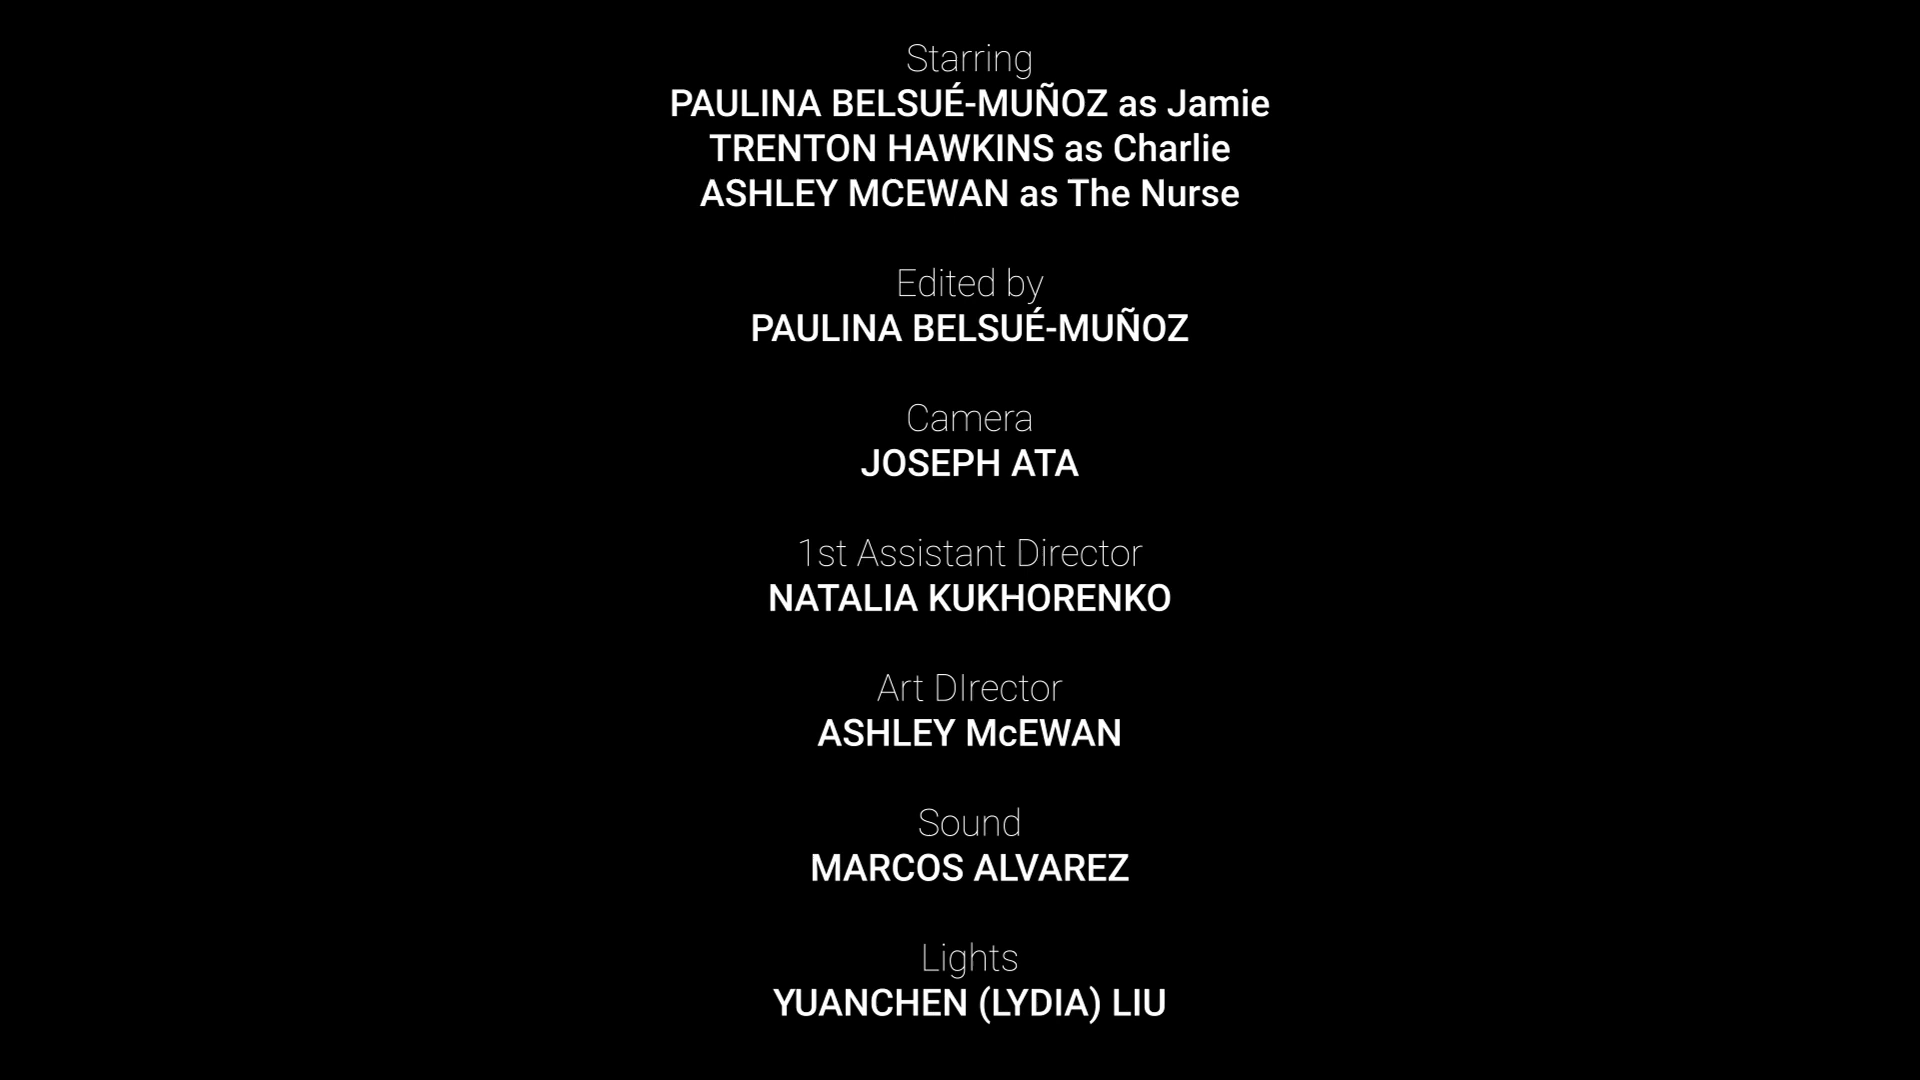 Starring
PAULINA BELSUÉ-MUÑOZ as Jamie
TRENTON HAWKINS as Charlie
ASHLEY MCEWAN as The Nurse
Edited by
PAULINA BELSUÉ-MUÑOZ
Camera
JOSEPH ATA
1st Assistant Director
NATALIA KUKHORENKO
Art DIrector
ASHLEY McEWAN
Sound
MARCOS ALVAREZ
Lights
YUANCHEN (LYDIA) LIU